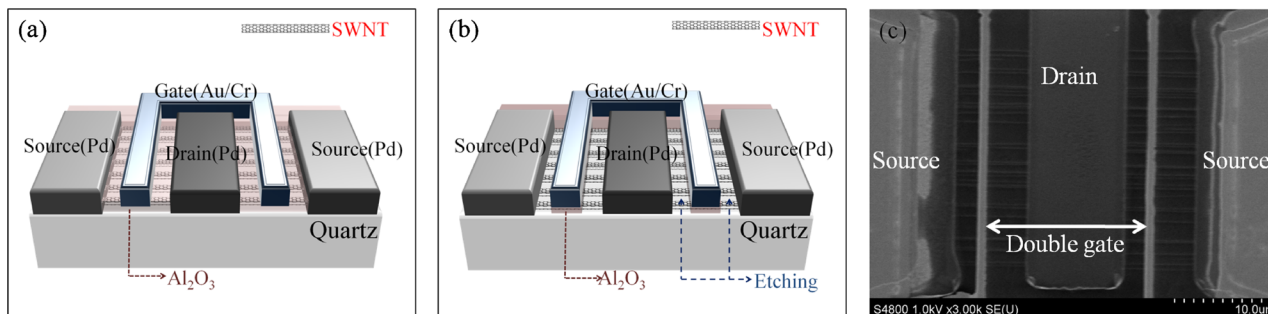 (a)
SWNT
Gate(Au/Cr)
Source(Pd)
Drain(Pd)
Source(Pd)
Quartz
Al₂O₃
(b)
SWNT
Gate(Au/Cr)
Source(Pd)
Drain(Pd)
Source(Pd)
Quartz
Al₂O₃
Etching
(c)
Drain
Source
Source
Double gate
S4800 1.0kV x3.00k SE(U)
10.0u